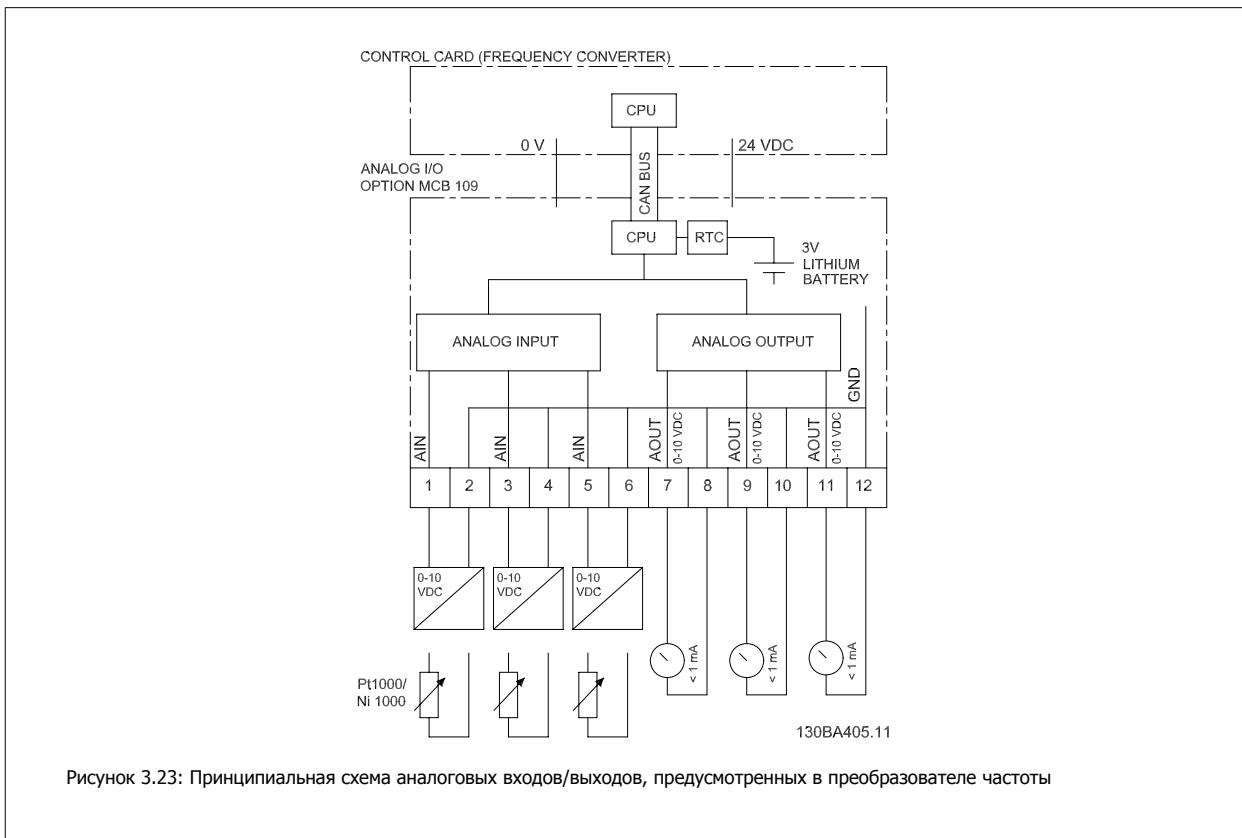 CONTROL CARD (FREQUENCY CONVERTER)
CPU
0 V
24 VDC
CAN BUS
ANALOG I/O
OPTION MCB 109
CPU
RTC
3V
LITHIUM
BATTERY
ANALOG INPUT
ANALOG OUTPUT
GND
AIN
AIN
AIN
AOUT
0-10 VDC
AOUT
0-10 VDC
AOUT
0-10 VDC
1 2 3 4 5 6 7 8 9 10 11 12
0-10
VDC
0-10
VDC
0-10
VDC
< 1 mA
< 1 mA
< 1 mA
Pt1000/
Ni 1000
130BA405.11
Рисунок 3.23: Принципиальная схема аналоговых входов/выходов, предусмотренных в преобразователе частоты